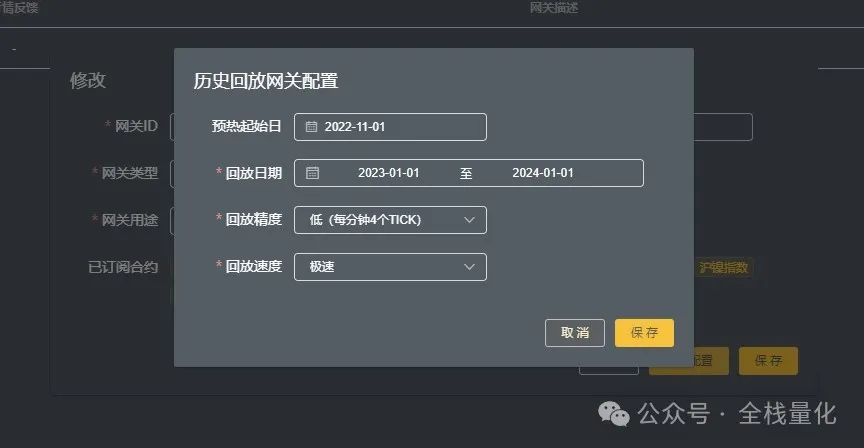 情反馈
网关描述
-
修改
历史回放网关配置
* 网关ID
预热起始日
2022-11-01
* 网关类型
* 回放日期
2023-01-01 至 2024-01-01
* 网关用途
* 回放精度
低（每分钟4个TICK）
已订阅合约
* 回放速度
极速
沪镍指数
取消
保存
配置
保存
公众号 · 全栈量化